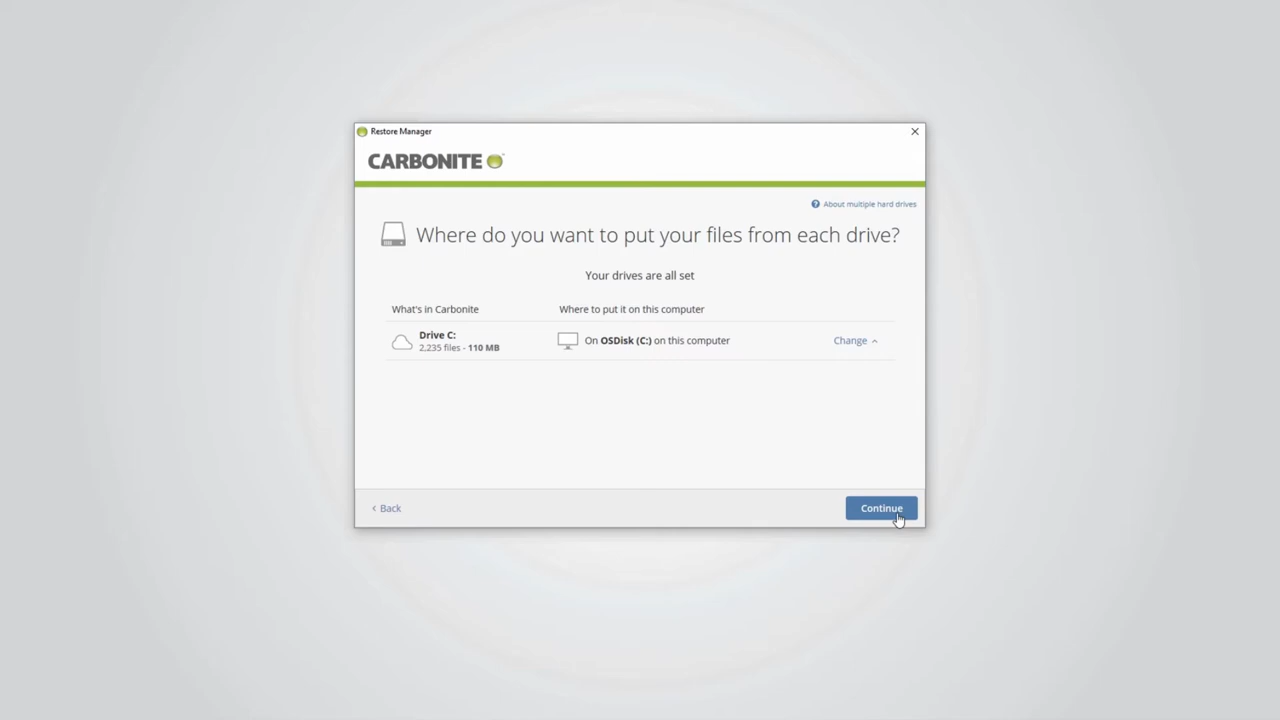 Restore Manager
CARBONITE
? About multiple hard drives
Where do you want to put your files from each drive?
Your drives are all set
What's in Carbonite Where to put it on this computer
Drive C:
2,235 files - 110 MB
On OSDisk (C:) on this computer
Change
< Back
Continue